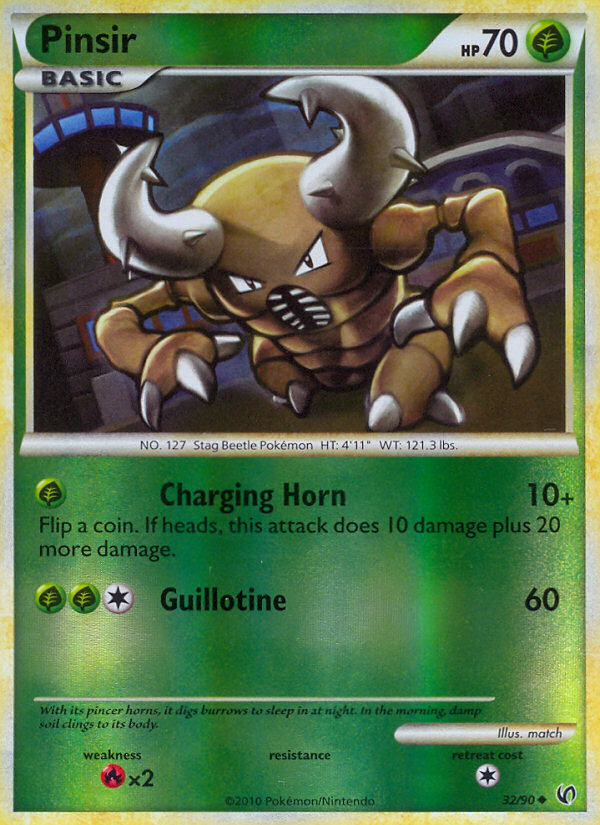 Pinsir
HP 70
BASIC
NO. 127 Stag Beetle Pokémon HT: 4'11" WT: 121.3 lbs.
Charging Horn 10+
Flip a coin. If heads, this attack does 10 damage plus 20
more damage.
Guillotine 60
With its pincer horns, it digs burrows to sleep in at night. In the morning, damp
soil clings to its body.
Illus. match
weakness resistance retreat cost
×2
©2010 Pokémon/Nintendo 32/90